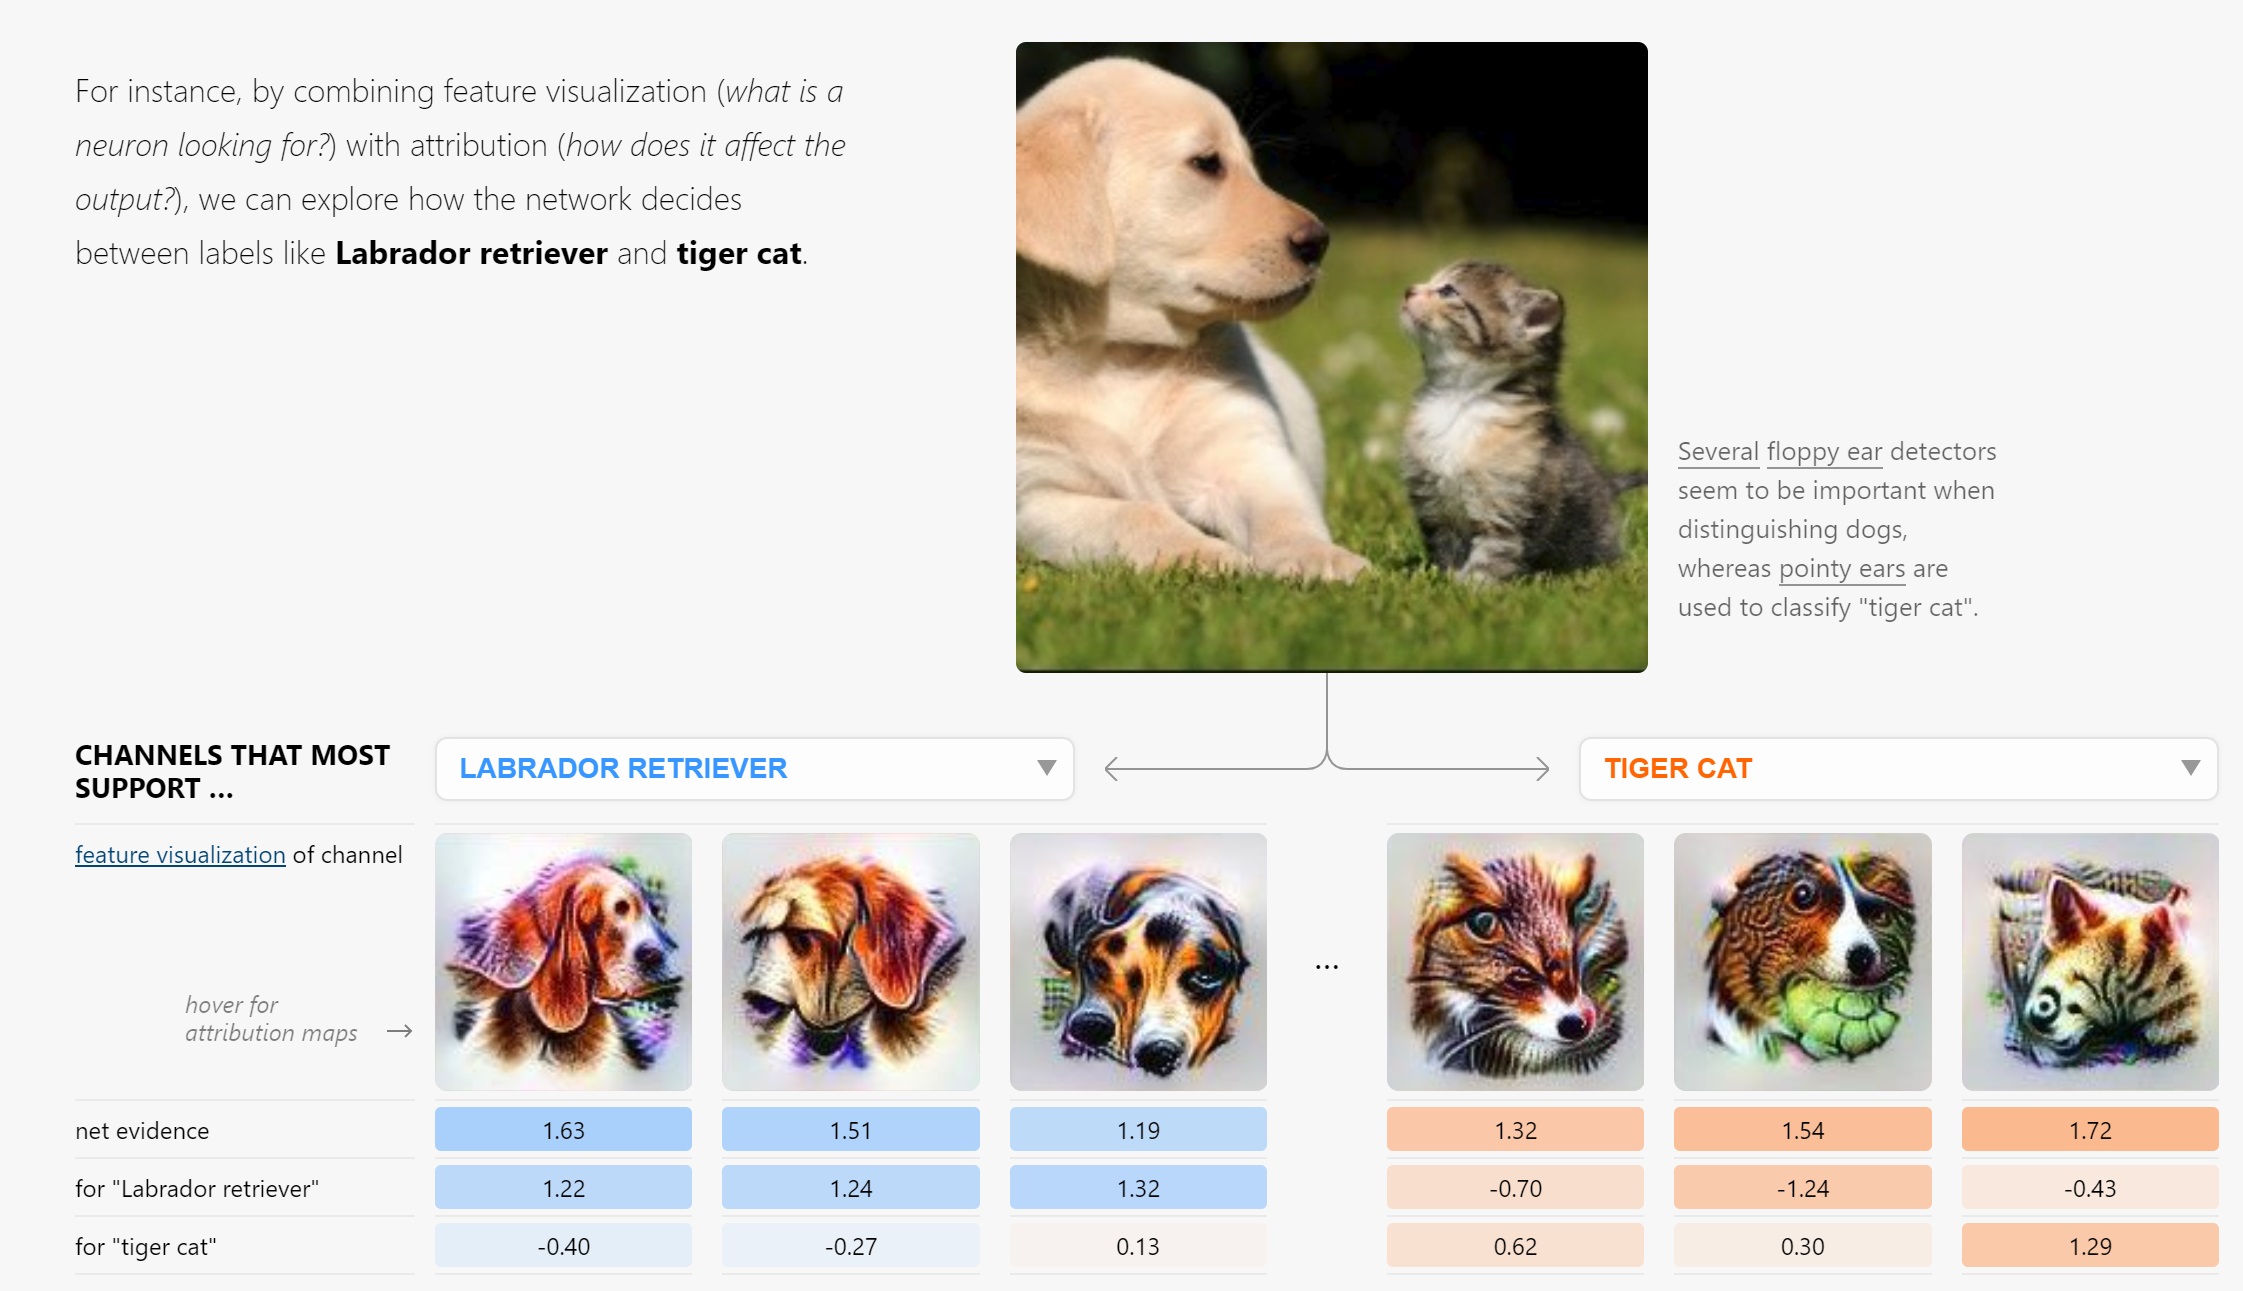 For instance, by combining feature visualization (what is a
neuron looking for?) with attribution (how does it affect the
output?), we can explore how the network decides
between labels like Labrador retriever and tiger cat.
Several floppy ear detectors
seem to be important when
distinguishing dogs,
whereas pointy ears are
used to classify "tiger cat".
CHANNELS THAT MOST
SUPPORT ...
LABRADOR RETRIEVER
TIGER CAT
feature visualization of channel
hover for
attribution maps →
...
net evidence 1.63 1.51 1.19 1.32 1.54 1.72
for "Labrador retriever" 1.22 1.24 1.32 -0.70 -1.24 -0.43
for "tiger cat" -0.40 -0.27 0.13 0.62 0.30 1.29